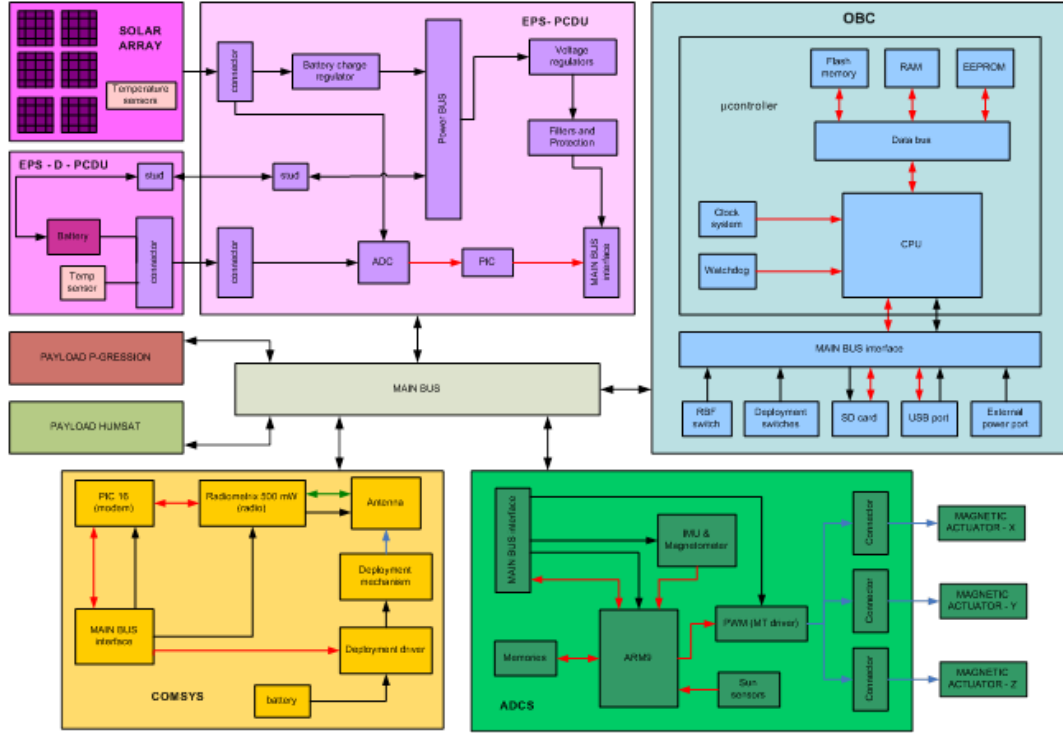 SOLAR
ARRAY
Temperature
sensors
EPS - D - PCDU
stud
Battery
Temp
sensor
connector
EPS- PCDU
connector
Battery charge
regulator
Power BUS
Voltage
regulators
Filters and
Protection
stud
connector
ADC
PIC
MAIN BUS
interface
OBC
µcontroller
Flash
memory
RAM
EEPROM
Data bus
Clock
system
Watchdog
CPU
MAIN BUS interface
RBF
switch
Deployment
switches
SD card
USB port
External
power port
PAYLOAD P-GRESSION
PAYLOAD HUMSAT
MAIN BUS
PIC 16
(modem)
Radiometrix 500 mW
(radio)
Antenna
Deployment
mechanism
MAIN BUS
interface
Deployment driver
battery
COMSYS
MAIN BUS interface
IMU &
Magnetometer
Memories
ARM9
PWM (MT driver)
Sun
sensors
ADCS
Connector
Connector
Connector
MAGNETIC
ACTUATOR - X
MAGNETIC
ACTUATOR - Y
MAGNETIC
ACTUATOR - Z